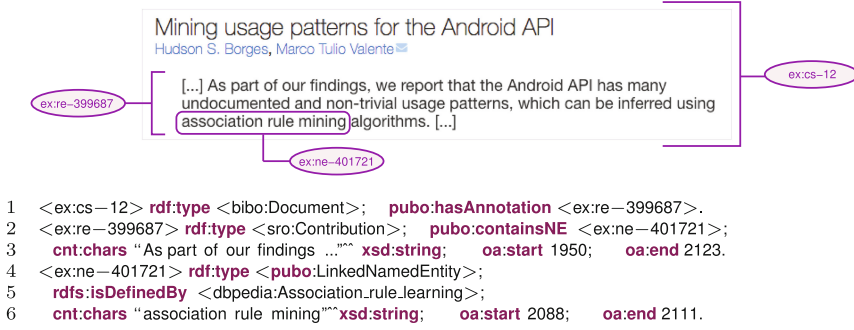 Mining usage patterns for the Android API
Hudson S. Borges, Marco Tulio Valente
ex:cs−12
[...] As part of our findings, we report that the Android API has many
ex:re−399687
undocumented and non-trivial usage patterns, which can be inferred using
association rule mining algorithms. [...]
ex:ne−401721
1 <ex:cs−12> rdf:type <bibo:Document>; pubo:hasAnnotation <ex:re−399687>.
2 <ex:re−399687> rdf:type <sro:Contribution>; pubo:containsNE <ex:ne−401721>;
3 cnt:chars “As part of our findings ...”^^ xsd:string; oa:start 1950; oa:end 2123.
4 <ex:ne−401721> rdf:type <pubo:LinkedNamedEntity>;
5 rdfs:isDefinedBy <dbpedia:Association_rule_learning>;
6 cnt:chars “association rule mining”^^xsd:string; oa:start 2088; oa:end 2111.